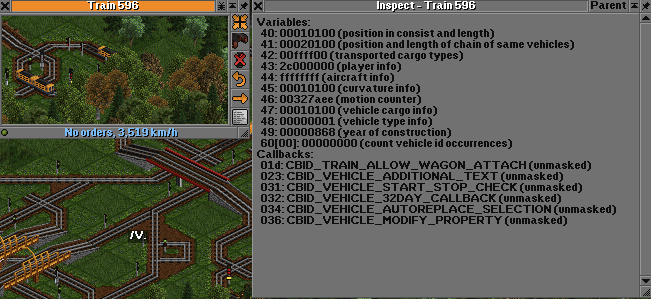 Train 596
No orders, 3,519 km/h
/V.
Inspect - Train 596
Parent
Variables:
40: 00010100 (position in consist and length)
41: 00020100 (position and length of chain of same vehicles)
42: 00fffff00 (transported cargo types)
43: 2c000000 (player info)
44: ffffffff (aircraft info)
45: 00010100 (curvature info)
46: 00327aee (motion counter)
47: 00010100 (vehicle cargo info)
48: 00000001 (vehicle type info)
49: 00000868 (year of construction)
60[00]: 00000000 (count vehicle id occurrences)
Callbacks:
01d: CBID_TRAIN_ALLOW_WAGON_ATTACH (unmasked)
023: CBID_VEHICLE_ADDITIONAL_TEXT (unmasked)
031: CBID_VEHICLE_START_STOP_CHECK (unmasked)
032: CBID_VEHICLE_32DAY_CALLBACK (unmasked)
034: CBID_VEHICLE_AUTOREPLACE_SELECTION (unmasked)
036: CBID_VEHICLE_MODIFY_PROPERTY (unmasked)